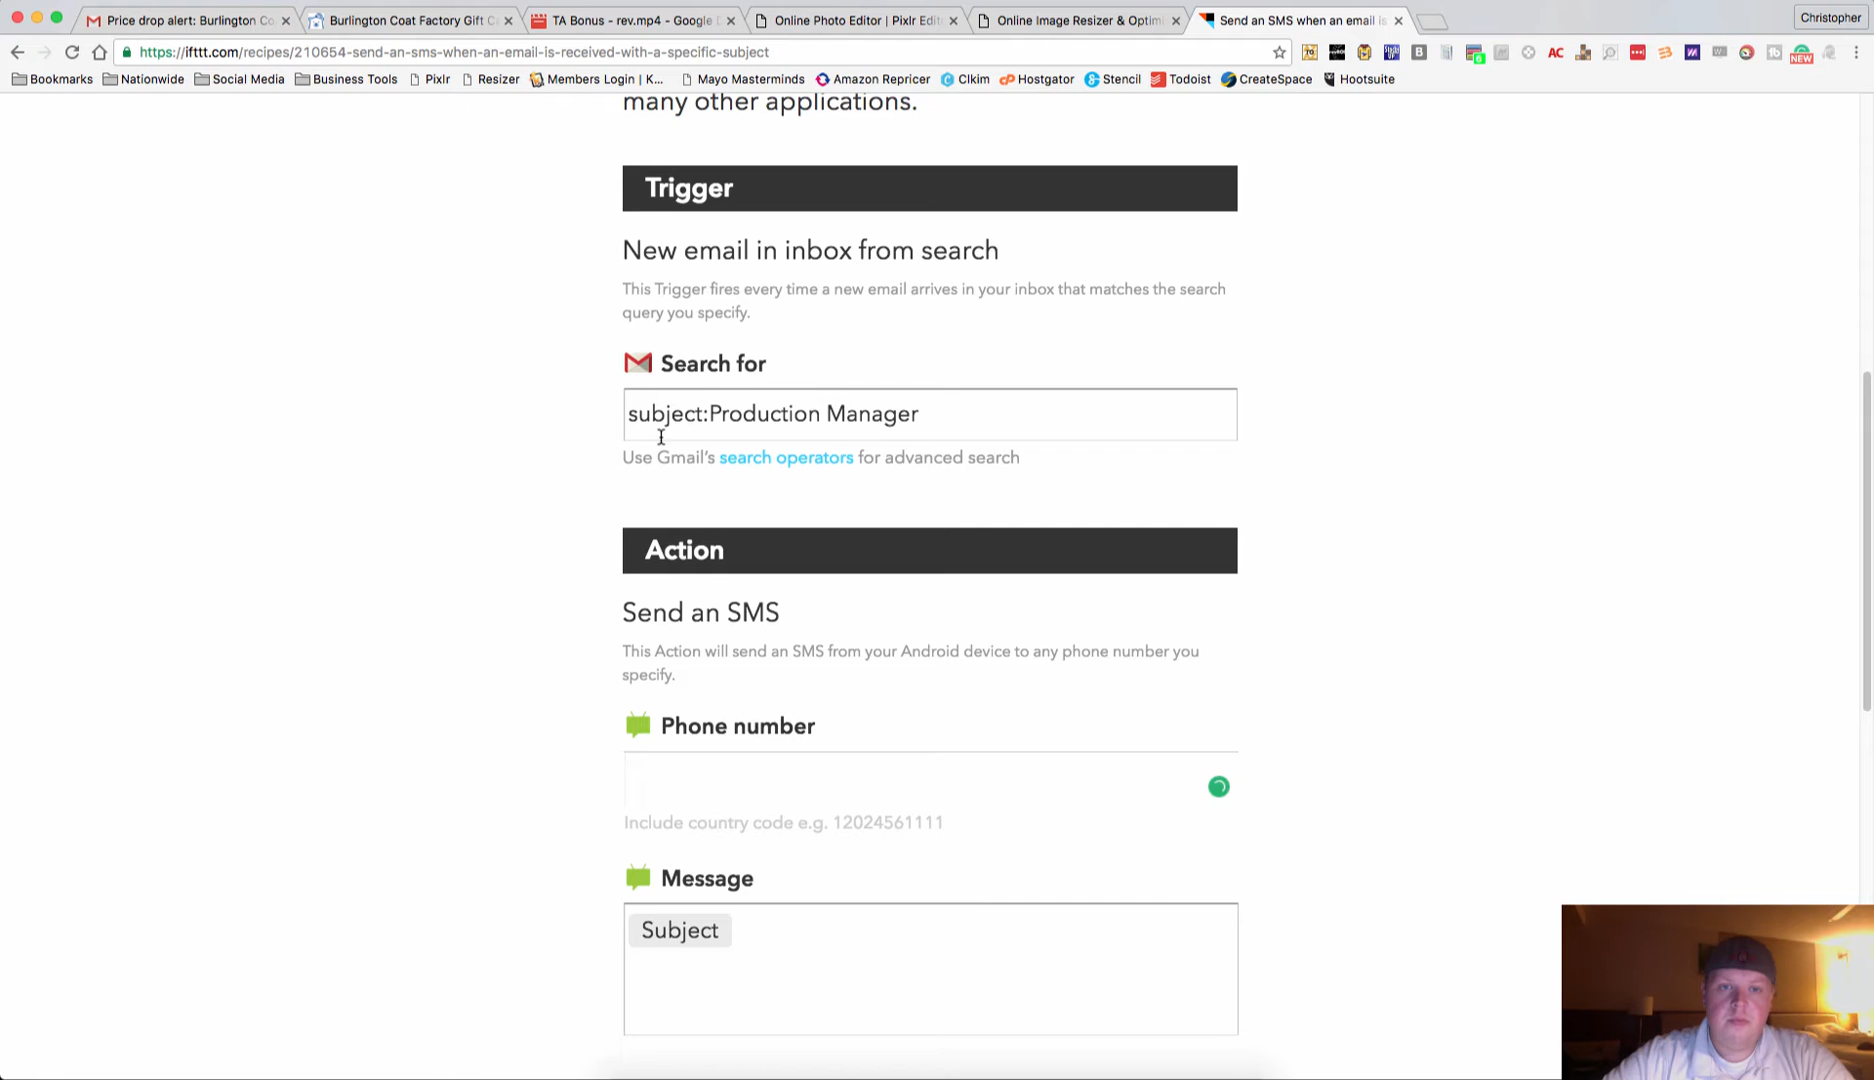 Price drop alert: Burlington Co
Burlington Coat Factory Gift C
TA Bonus - rev.mp4 - Google
Online Photo Editor | Pixlr Edit
Online Image Resizer & Optim
Send an SMS when an email is
Christopher
https://ifttt.com/recipes/210654-send-an-sms-when-an-email-is-received-with-a-specific-subject
Bookmarks Nationwide Social Media Business Tools Pixlr Resizer Members Login | K... Mayo Masterminds Amazon Repricer Clkim Hostgator Stencil Todoist CreateSpace Hootsuite
many other applications.
Trigger
New email in inbox from search
This Trigger fires every time a new email arrives in your inbox that matches the search
query you specify.
Search for
subject:Production Manager
Use Gmail's search operators for advanced search
Action
Send an SMS
This Action will send an SMS from your Android device to any phone number you
specify.
Phone number
Include country code e.g. 12024561111
Message
Subject